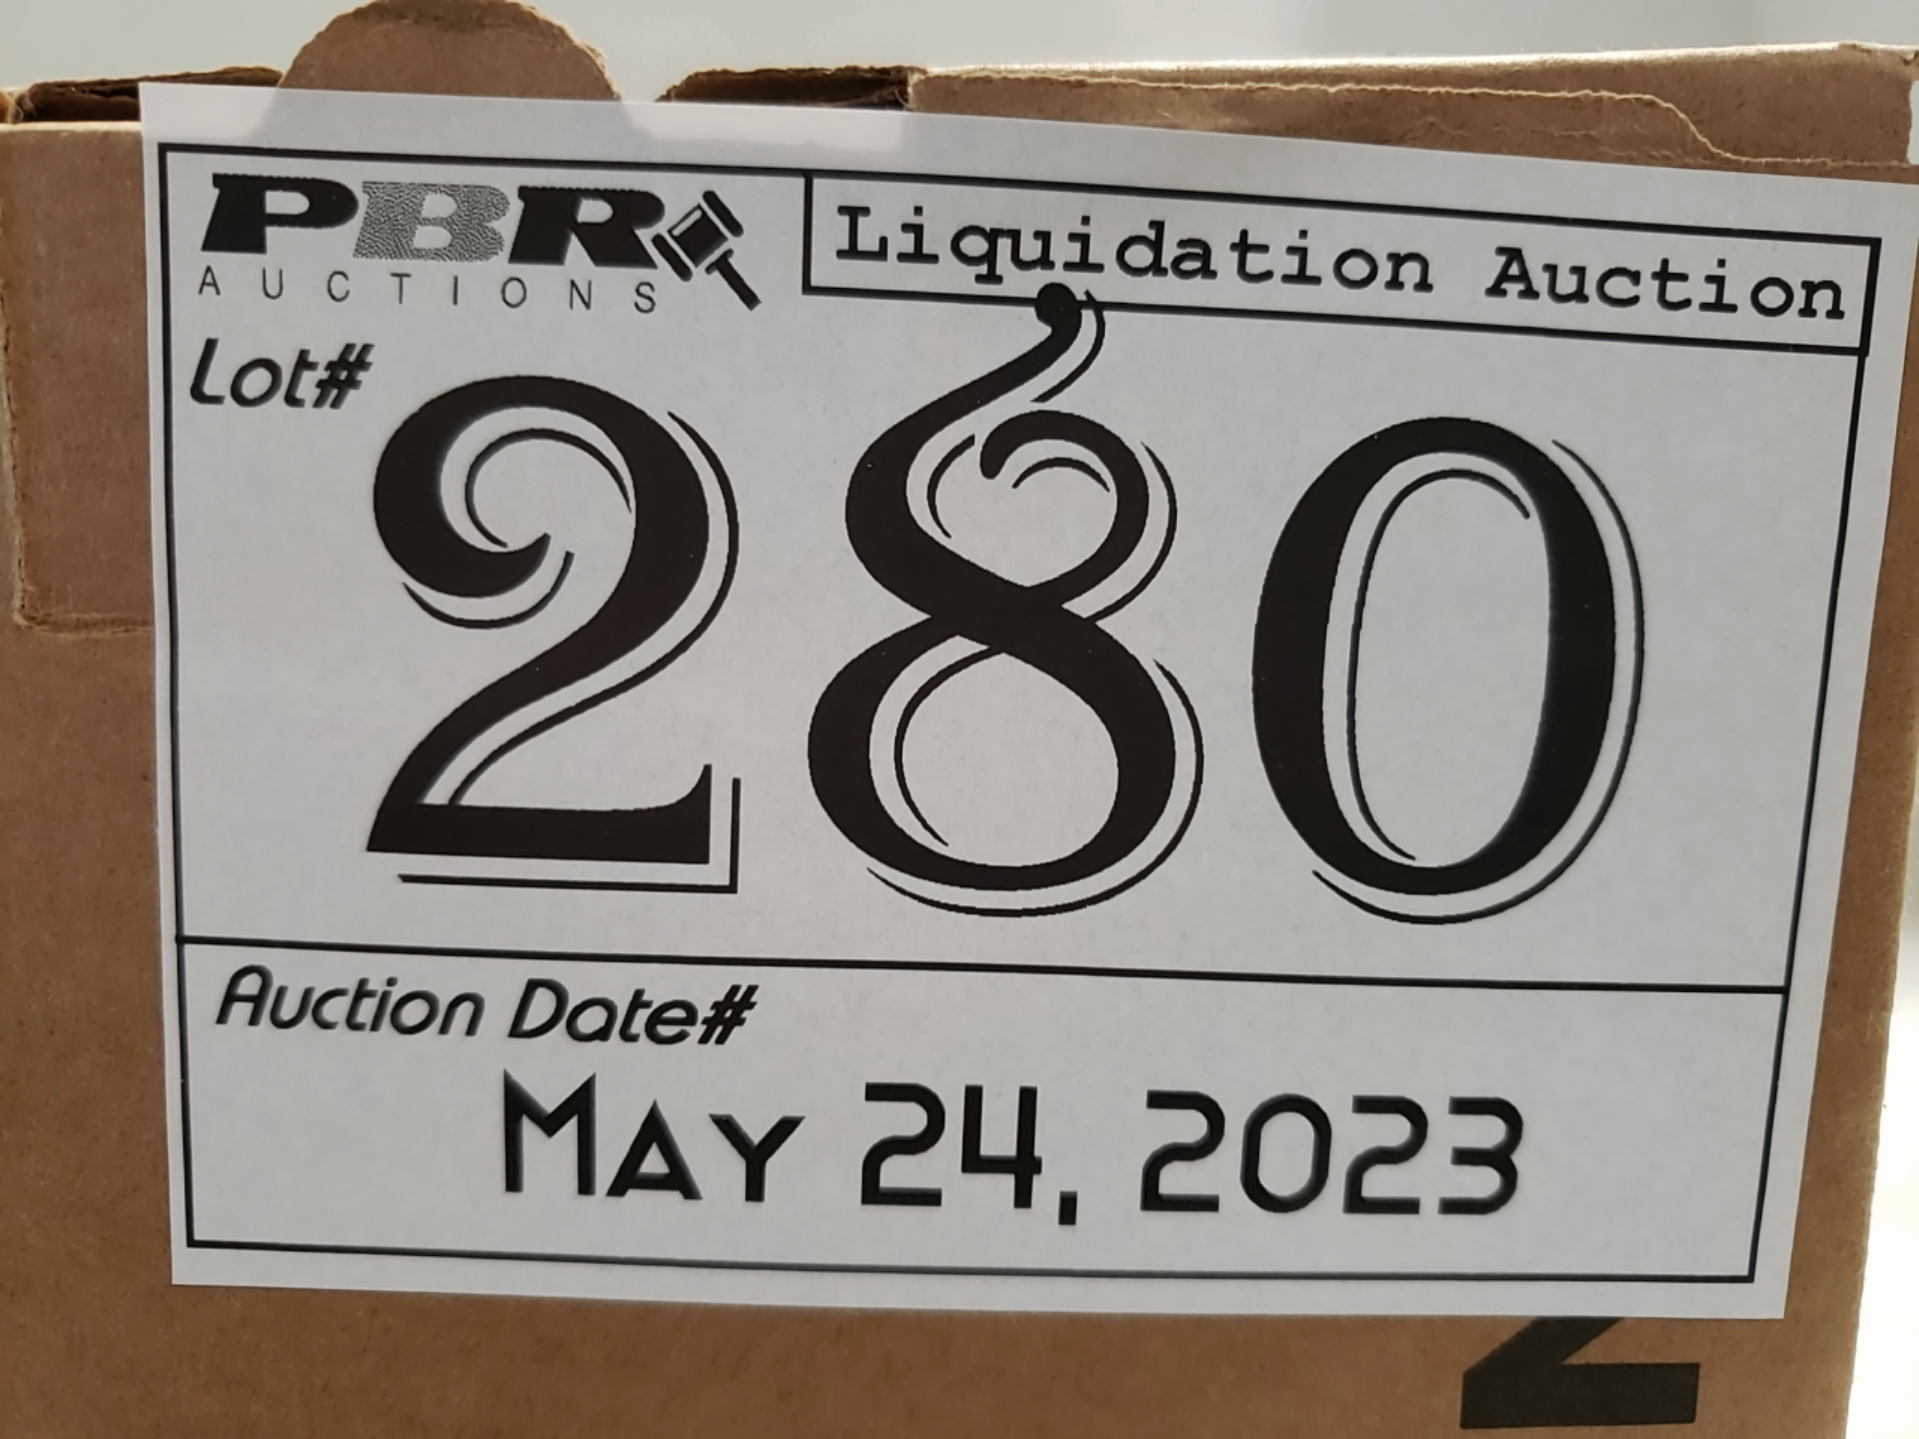 PBR
AUCTIONS
Liquidation Auction
Lot#
280
Auction Date#
MAY 24, 2023